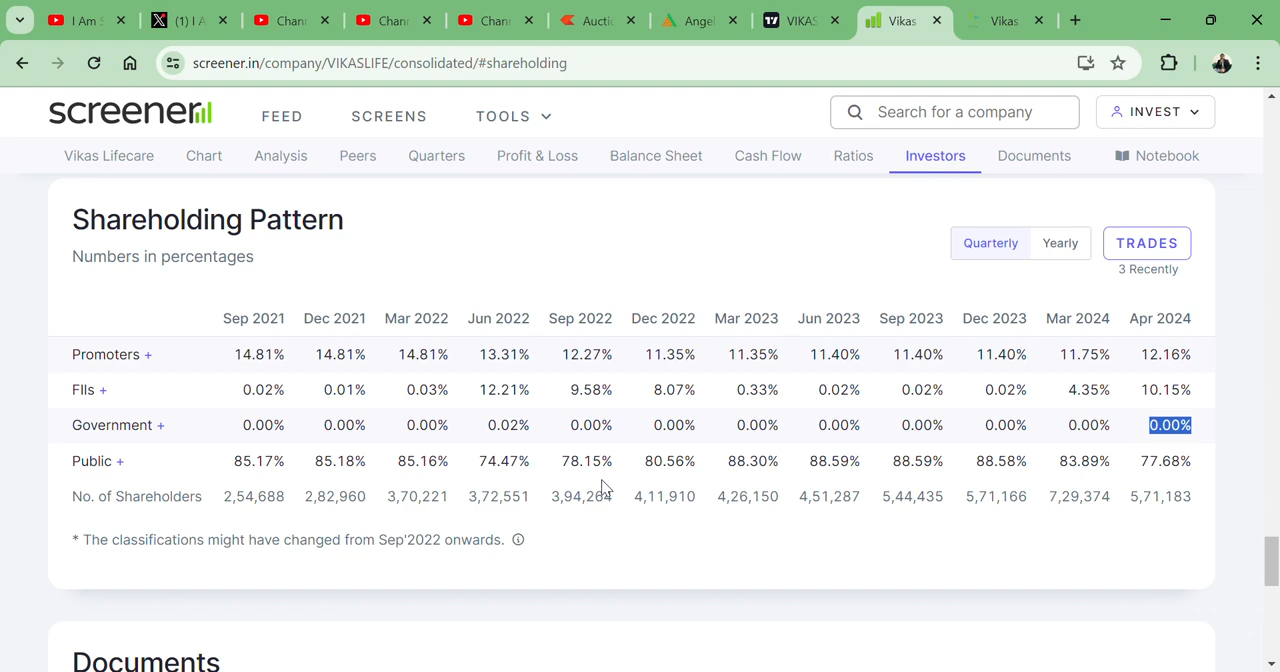 I Am S
(1) I A
Chann
Chann
Chann
Auctic
Angel
VIKAS
Vikas
Vikas
screener.in/company/VIKASLIFE/consolidated/#shareholding
screener
FEED SCREENS TOOLS
Search for a company
INVEST
Vikas Lifecare Chart Analysis Peers Quarters Profit & Loss Balance Sheet Cash Flow Ratios Investors Documents Notebook
Shareholding Pattern
Numbers in percentages
Quarterly Yearly TRADES
3 Recently
Sep 2021 Dec 2021 Mar 2022 Jun 2022 Sep 2022 Dec 2022 Mar 2023 Jun 2023 Sep 2023 Dec 2023 Mar 2024 Apr 2024
Promoters + 14.81% 14.81% 14.81% 13.31% 12.27% 11.35% 11.35% 11.40% 11.40% 11.40% 11.75% 12.16%
FIIs + 0.02% 0.01% 0.03% 12.21% 9.58% 8.07% 0.33% 0.02% 0.02% 0.02% 4.35% 10.15%
Government + 0.00% 0.00% 0.00% 0.02% 0.00% 0.00% 0.00% 0.00% 0.00% 0.00% 0.00% 0.00%
Public + 85.17% 85.18% 85.16% 74.47% 78.15% 80.56% 88.30% 88.59% 88.59% 88.58% 83.89% 77.68%
No. of Shareholders 2,54,688 2,82,960 3,70,221 3,72,551 3,94,264 4,11,910 4,26,150 4,51,287 5,44,435 5,71,166 7,29,374 5,71,183
* The classifications might have changed from Sep'2022 onwards.
Documents